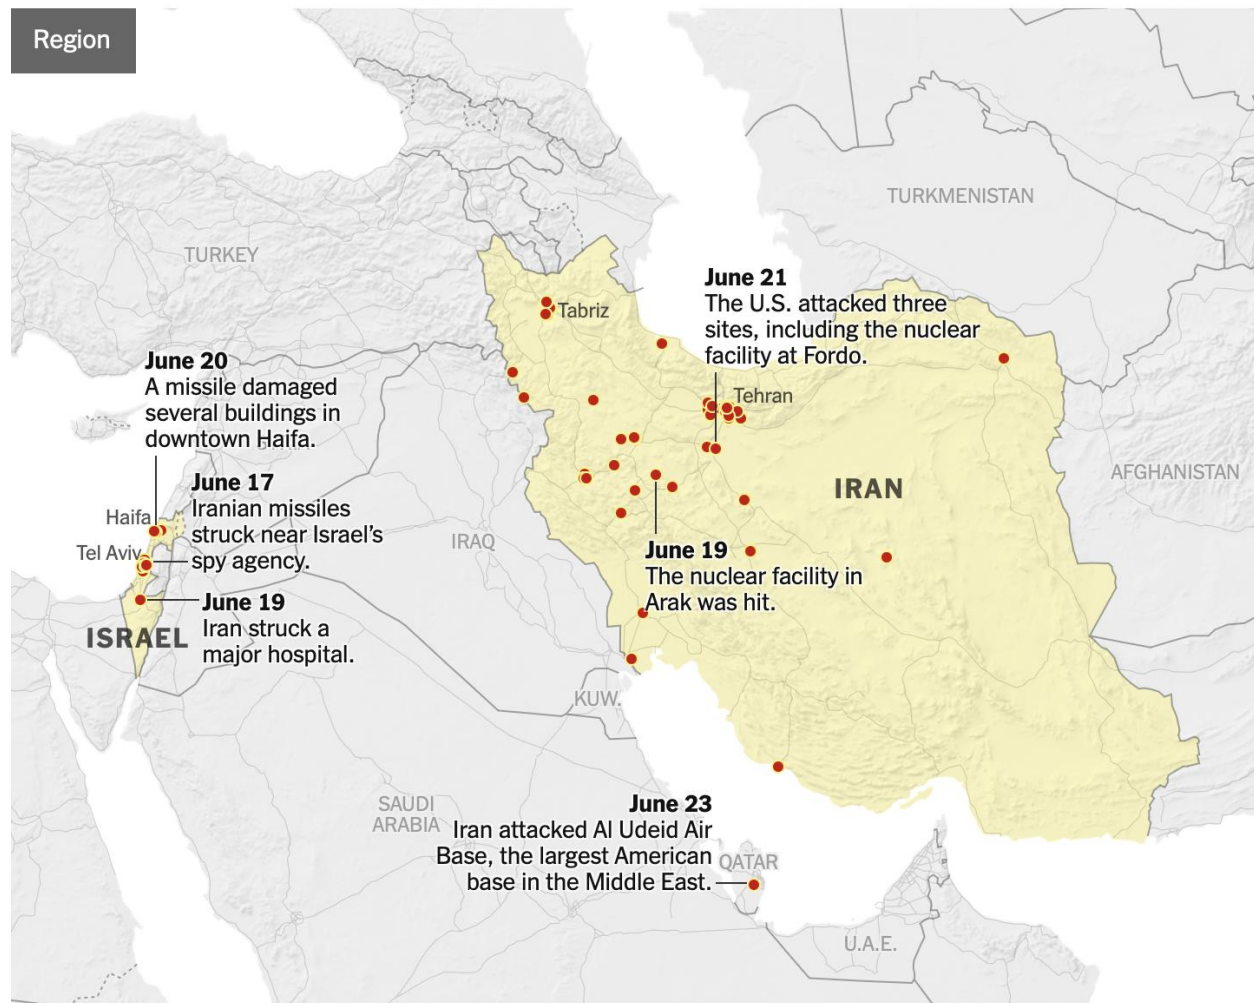 Region
TURKMENISTAN
TURKEY
June 21
The U.S. attacked three
sites, including the nuclear
facility at Fordo.
Tabriz
June 20
A missile damaged
several buildings in
downtown Haifa.
Tehran
AFGHANISTAN
June 17
Iranian missiles
struck near Israel’s
spy agency.
IRAN
Haifa
Tel Aviv
IRAQ
June 19
The nuclear facility in
Arak was hit.
June 19
Iran struck a
major hospital.
ISRAEL
KUW.
SAUDI
ARABIA
June 23
Iran attacked Al Udeid Air
Base, the largest American
base in the Middle East.
QATAR
U.A.E.